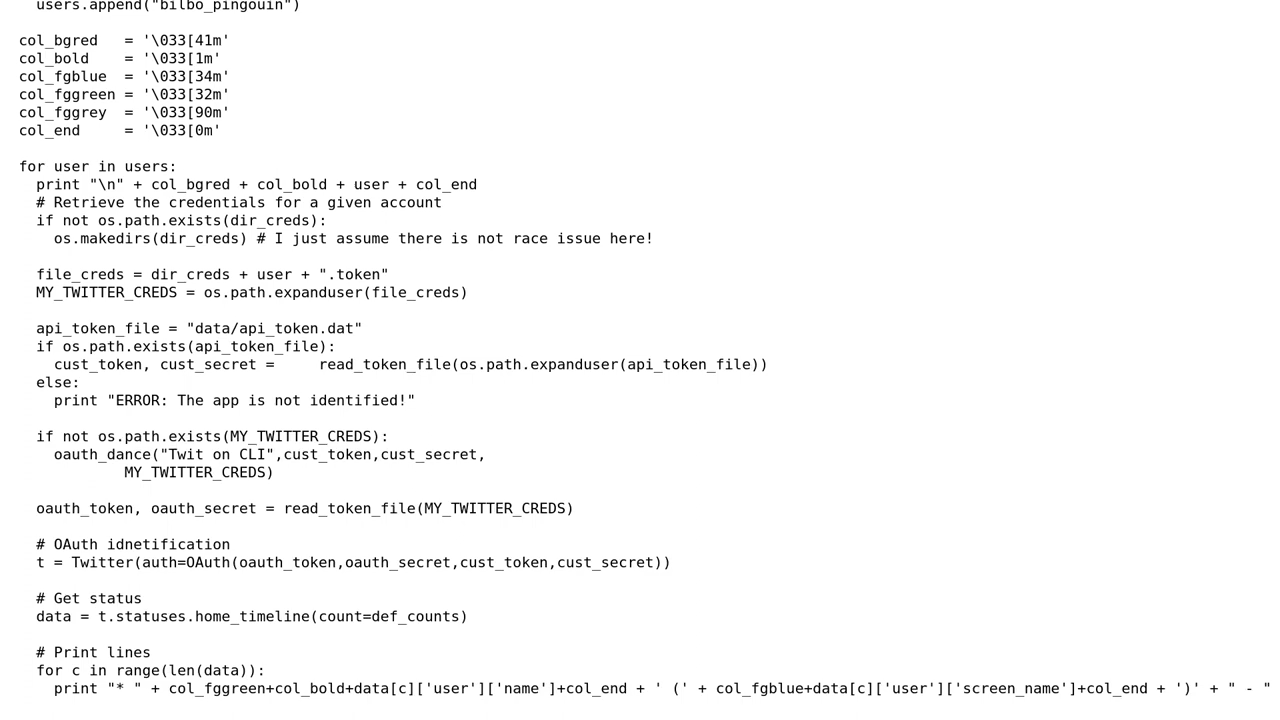 users.append("bilbo_pingouin")

col_bgred   = '\033[41m'
col_bold    = '\033[1m'
col_fgblue  = '\033[34m'
col_fggreen = '\033[32m'
col_fggrey  = '\033[90m'
col_end     = '\033[0m'

for user in users:
  print "\n" + col_bgred + col_bold + user + col_end
  # Retrieve the credentials for a given account
  if not os.path.exists(dir_creds):
    os.makedirs(dir_creds) # I just assume there is not race issue here!

  file_creds = dir_creds + user + ".token"
  MY_TWITTER_CREDS = os.path.expanduser(file_creds)

  api_token_file = "data/api_token.dat"
  if os.path.exists(api_token_file):
    cust_token, cust_secret =     read_token_file(os.path.expanduser(api_token_file))
  else:
    print "ERROR: The app is not identified!"

  if not os.path.exists(MY_TWITTER_CREDS):
    oauth_dance("Twit on CLI",cust_token,cust_secret,
            MY_TWITTER_CREDS)

  oauth_token, oauth_secret = read_token_file(MY_TWITTER_CREDS)

  # OAuth idnetification
  t = Twitter(auth=OAuth(oauth_token,oauth_secret,cust_token,cust_secret))

  # Get status
  data = t.statuses.home_timeline(count=def_counts)

  # Print lines
  for c in range(len(data)):
    print "* " + col_fggreen+col_bold+data[c]['user']['name']+col_end + ' (' + col_fgblue+data[c]['user']['screen_name']+col_end + ')' + " - "